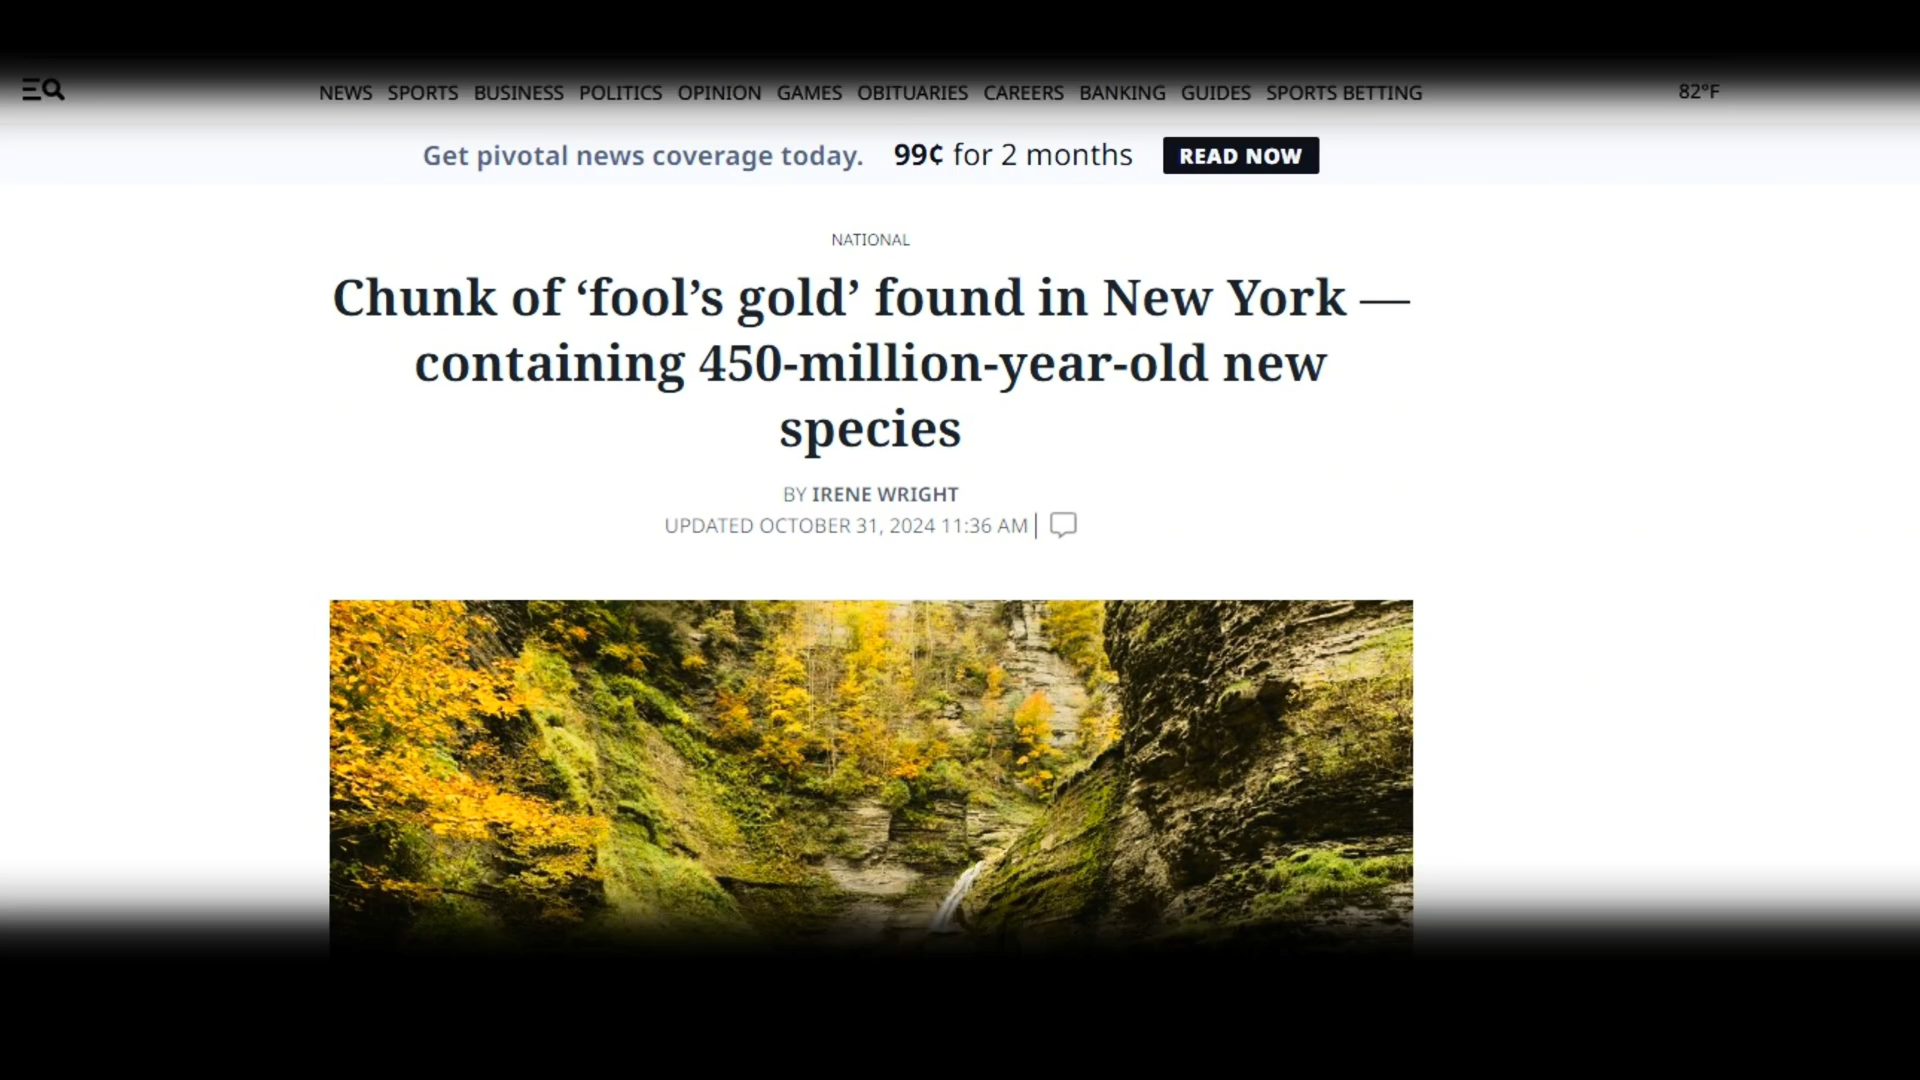 NEWS SPORTS BUSINESS POLITICS OPINION GAMES OBITUARIES CAREERS BANKING GUIDES SPORTS BETTING 82°F
Get pivotal news coverage today. 99¢ for 2 months READ NOW
NATIONAL
Chunk of ‘fool’s gold’ found in New York —
containing 450-million-year-old new
species
BY IRENE WRIGHT
UPDATED OCTOBER 31, 2024 11:36 AM